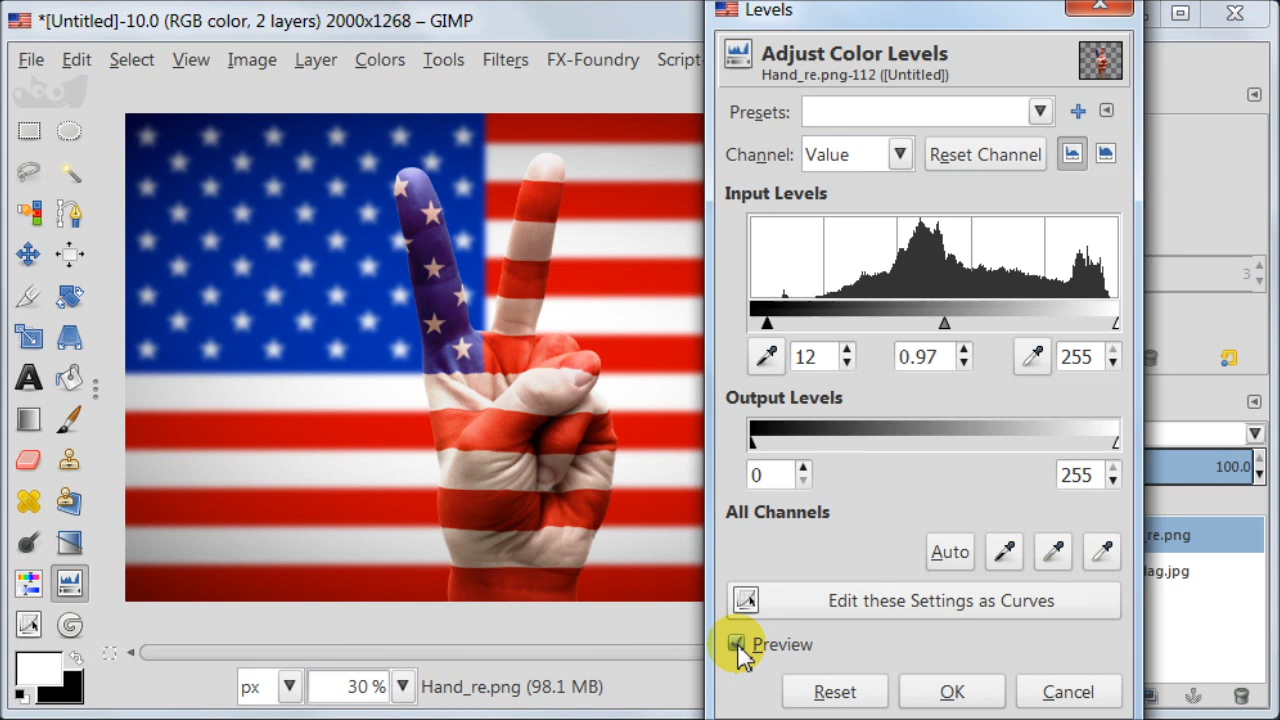 *[Untitled]-10.0 (RGB color, 2 layers) 2000x1268 – GIMP
File Edit Select View Image Layer Colors Tools Filters FX-Foundry Script-
Levels
Adjust Color Levels
Hand_re.png-112 ([Untitled])
Presets:
Channel: Value Reset Channel
Input Levels
12 0.97 255
Output Levels
0 255
All Channels
Auto
Edit these Settings as Curves
Preview
Reset OK Cancel
3
100.0
_re.png
lag.jpg
px 30 % Hand_re.png (98.1 MB)